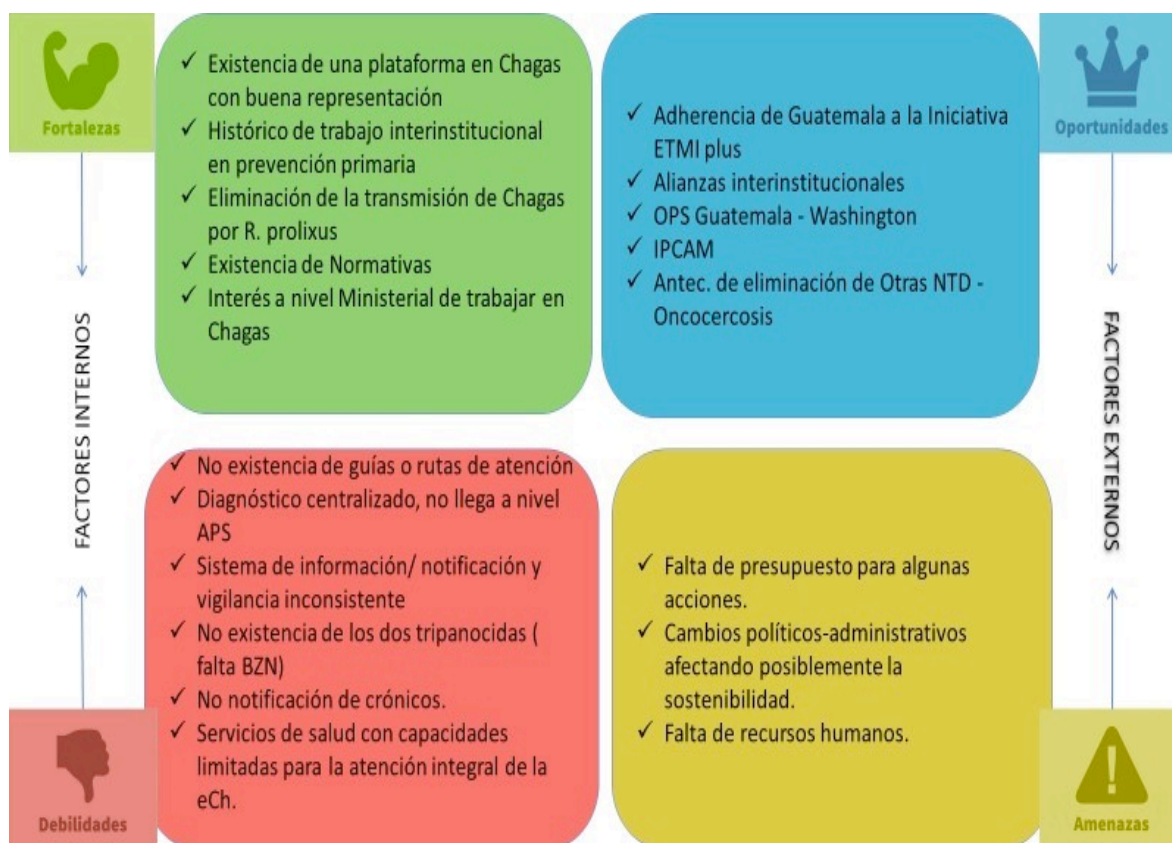 Fortalezas
✓ Existencia de una plataforma en Chagas
con buena representación
✓ Histórico de trabajo interinstitucional
en prevención primaria
✓ Eliminación de la transmisión de Chagas
por R. prolixus
✓ Existencia de Normativas
✓ Interés a nivel Ministerial de trabajar en
Chagas
Oportunidades
✓ Adherencia de Guatemala a la Iniciativa
ETMI plus
✓ Alianzas interinstitucionales
✓ OPS Guatemala - Washington
✓ IPCAM
✓ Antec. de eliminación de Otras NTD -
Oncocercosis
FACTORES INTERNOS
FACTORES EXTERNOS
✓ No existencia de guías o rutas de atención
✓ Diagnóstico centralizado, no llega a nivel
APS
✓ Sistema de información/ notificación y
vigilancia inconsistente
✓ No existencia de los dos tripanocidas (
falta BZN)
✓ No notificación de crónicos.
✓ Servicios de salud con capacidades
limitadas para la atención integral de la
eCh.
Debilidades
✓ Falta de presupuesto para algunas
acciones.
✓ Cambios políticos-administrativos
afectando posiblemente la
sostenibilidad.
✓ Falta de recursos humanos.
Amenazas